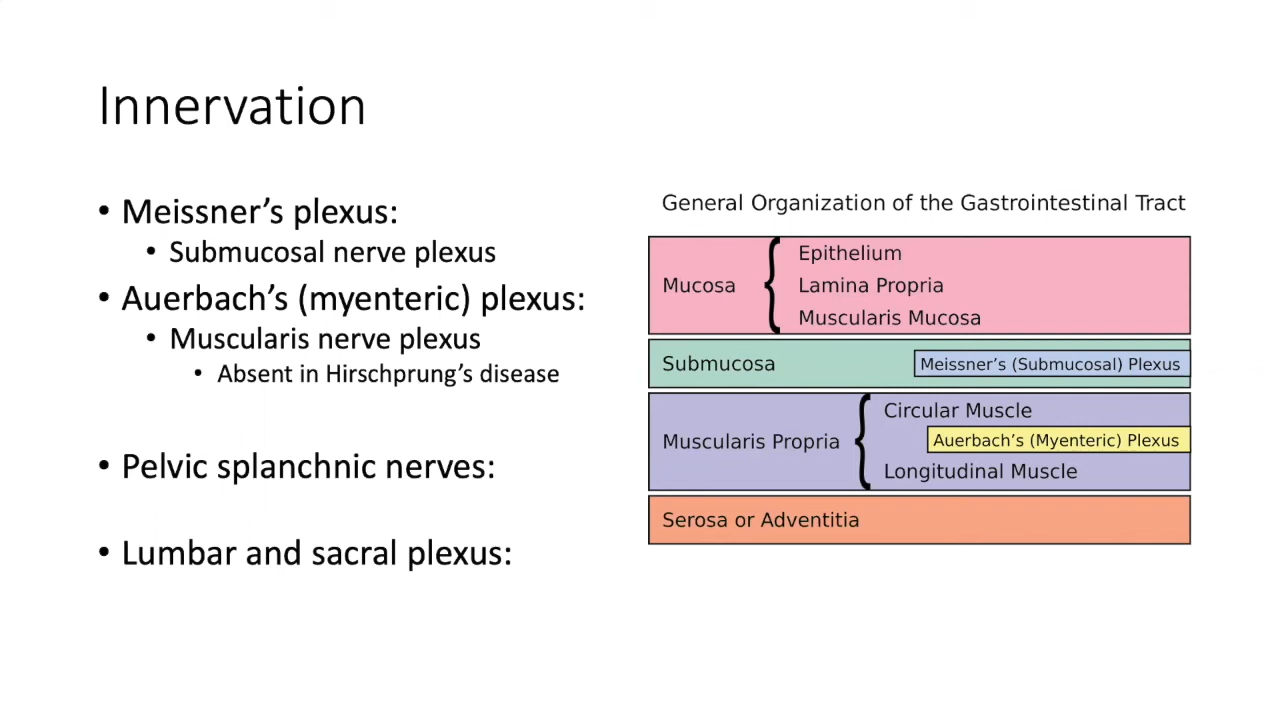 Innervation
• Meissner’s plexus:
• Submucosal nerve plexus
• Auerbach’s (myenteric) plexus:
• Muscularis nerve plexus
• Absent in Hirschprung’s disease
• Pelvic splanchnic nerves:
• Lumbar and sacral plexus:
General Organization of the Gastrointestinal Tract
Mucosa
Epithelium
Lamina Propria
Muscularis Mucosa
Submucosa
Meissner’s (Submucosal) Plexus
Muscularis Propria
Circular Muscle
Auerbach’s (Myenteric) Plexus
Longitudinal Muscle
Serosa or Adventitia